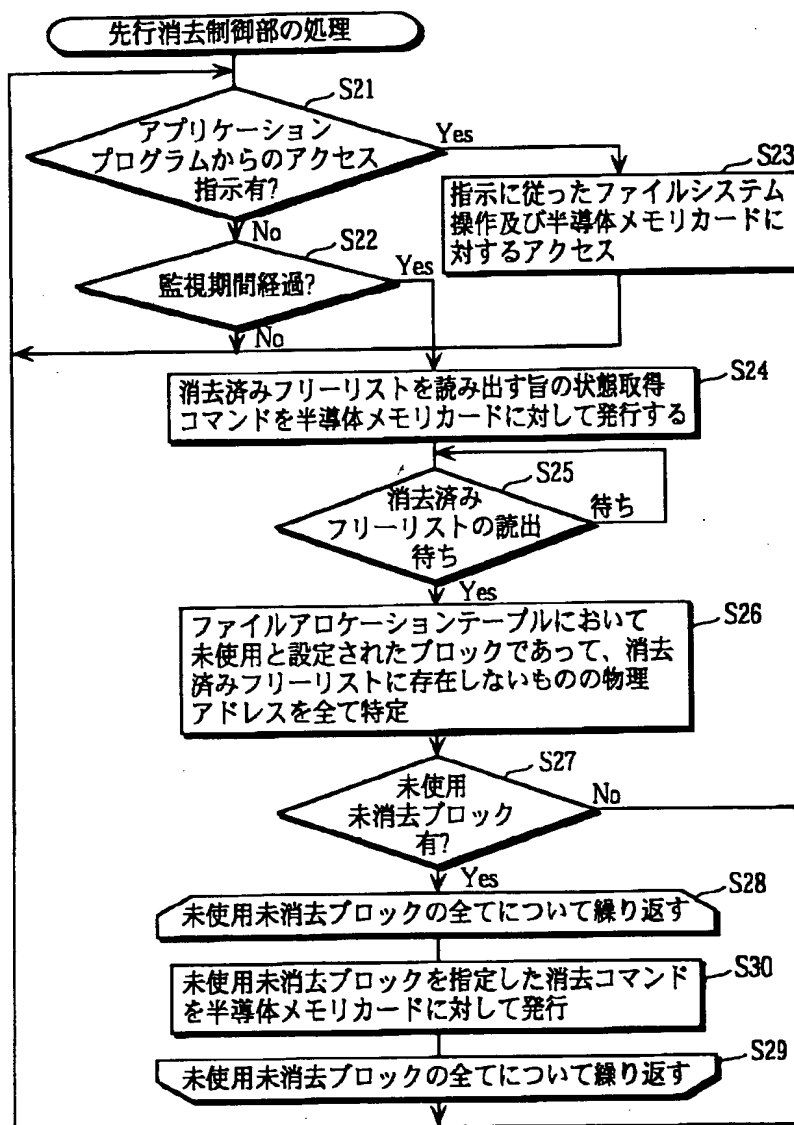 先行消去制御部の処理
S21
アプリケーション
プログラムからのアクセス
指示有?
Yes
No
S23
指示に従ったファイルシステム
操作及び半導体メモリカードに
対するアクセス
S22
監視期間経過?
Yes
No
S24
消去済みフリーリストを読み出す旨の状態取得
コマンドを半導体メモリカードに対して発行する
S25
消去済み
フリーリストの読出
待ち
待ち
Yes
S26
ファイルアロケーションテーブルにおいて
未使用と設定されたブロックであって、消去
済みフリーリストに存在しないものの物理
アドレスを全て特定
S27
未使用
未消去ブロック
有?
No
Yes
S28
未使用未消去ブロックの全てについて繰り返す
S30
未使用未消去ブロックを指定した消去コマンド
を半導体メモリカードに対して発行
S29
未使用未消去ブロックの全てについて繰り返す